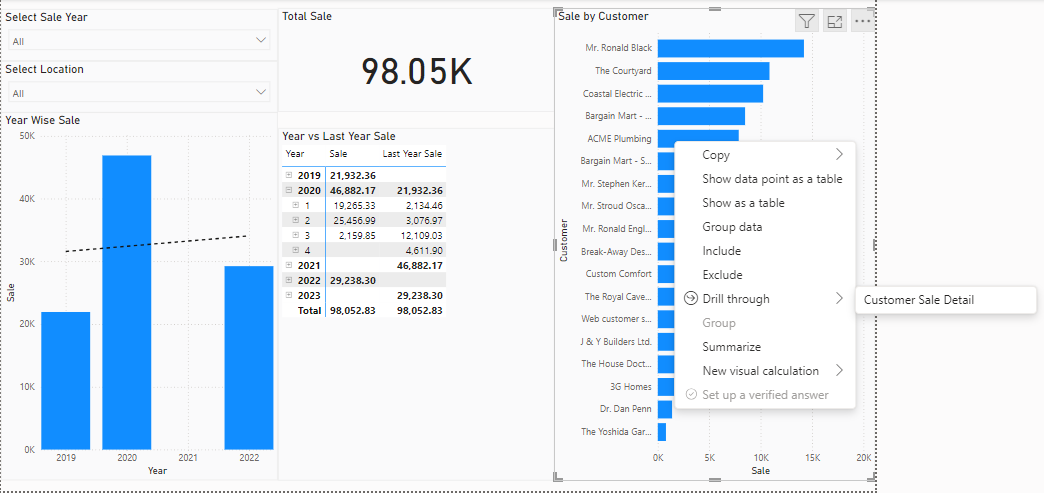 Select Sale Year
All
Select Location
All
Year Wise Sale
50K
40K
30K
20K
10K
0K
Sale
2019 2020 2021 2022
Year
Total Sale
98.05K
Year vs Last Year Sale
Year Sale Last Year Sale
2019 21,932.36
2020 46,882.17 21,932.36
1 19,265.33 2,134.46
2 25,456.99 3,076.97
3 2,159.85 12,109.03
4 4,611.90
2021 46,882.17
2022 29,238.30
2023 29,238.30
Total 98,052.83 98,052.83
Sale by Customer
Customer
Mr. Ronald Black
The Courtyard
Coastal Electric ...
Bargain Mart - ...
ACME Plumbing
Bargain Mart - S...
Mr. Stephen Ker...
Mr. Stroud Osca...
Mr. Ronald Engl...
Break-Away Des...
Custom Comfort
The Royal Cave...
Web customer s...
J & Y Builders Ltd.
The House Doct...
3G Homes
Dr. Dan Penn
The Yoshida Gar...
0K 5K 10K 15K 20K
Sale
Copy
Show data point as a table
Show as a table
Group data
Include
Exclude
Drill through
Group
Summarize
New visual calculation
Set up a verified answer
Customer Sale Detail